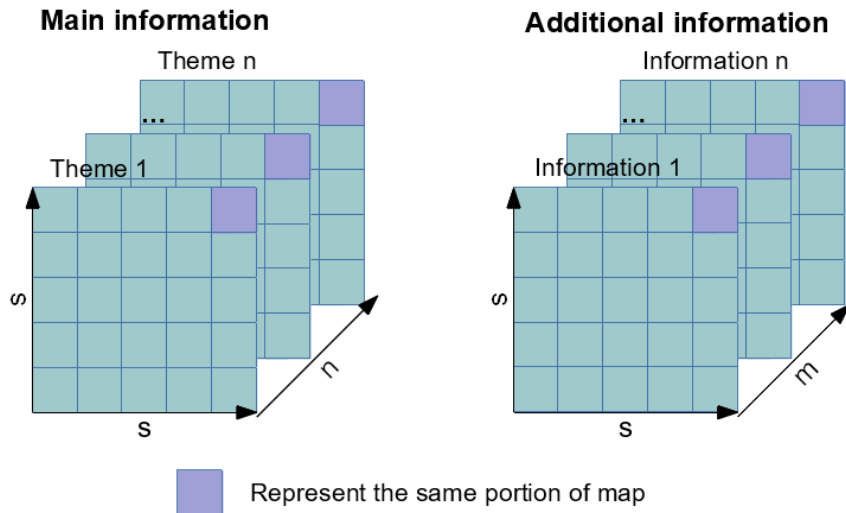 Main information
Theme n
...
Theme 1
s
s
n
Additional information
Information n
...
Information 1
s
s
m
Represent the same portion of map